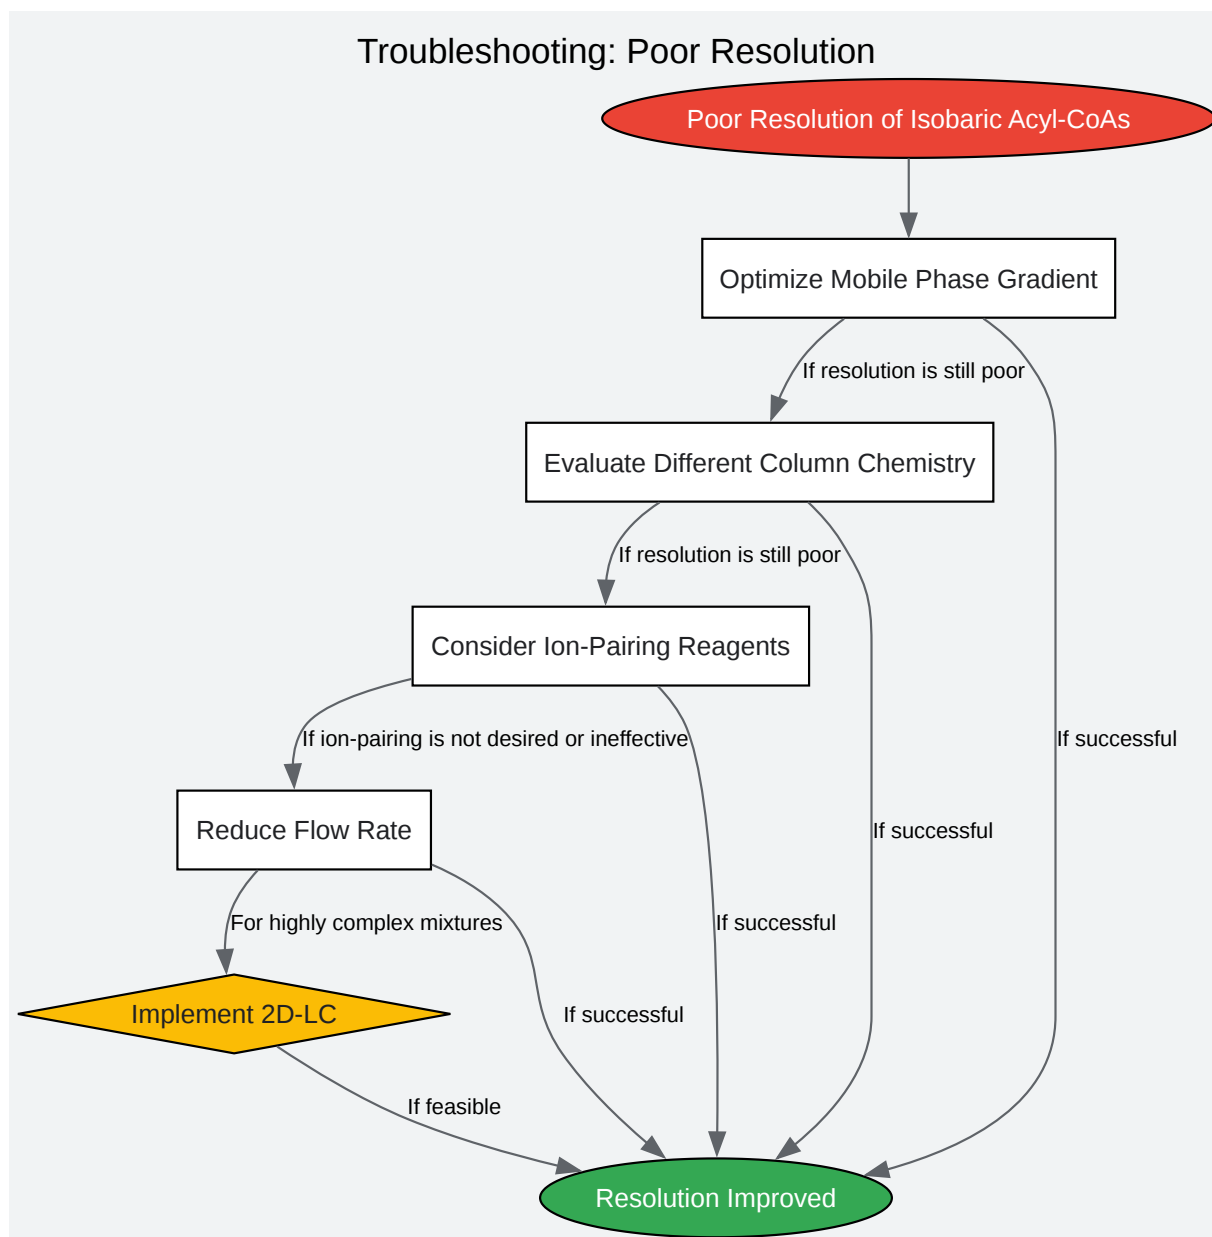 Troubleshooting: Poor Resolution
Poor Resolution of Isobaric Acyl-CoAs
Optimize Mobile Phase Gradient
If resolution is still poor
Evaluate Different Column Chemistry
If resolution is still poor
Consider Ion-Pairing Reagents
If ion-pairing is not desired or ineffective
If successful
Reduce Flow Rate
If successful
For highly complex mixtures
If successful
Implement 2D-LC
If successful
If feasible
Resolution Improved